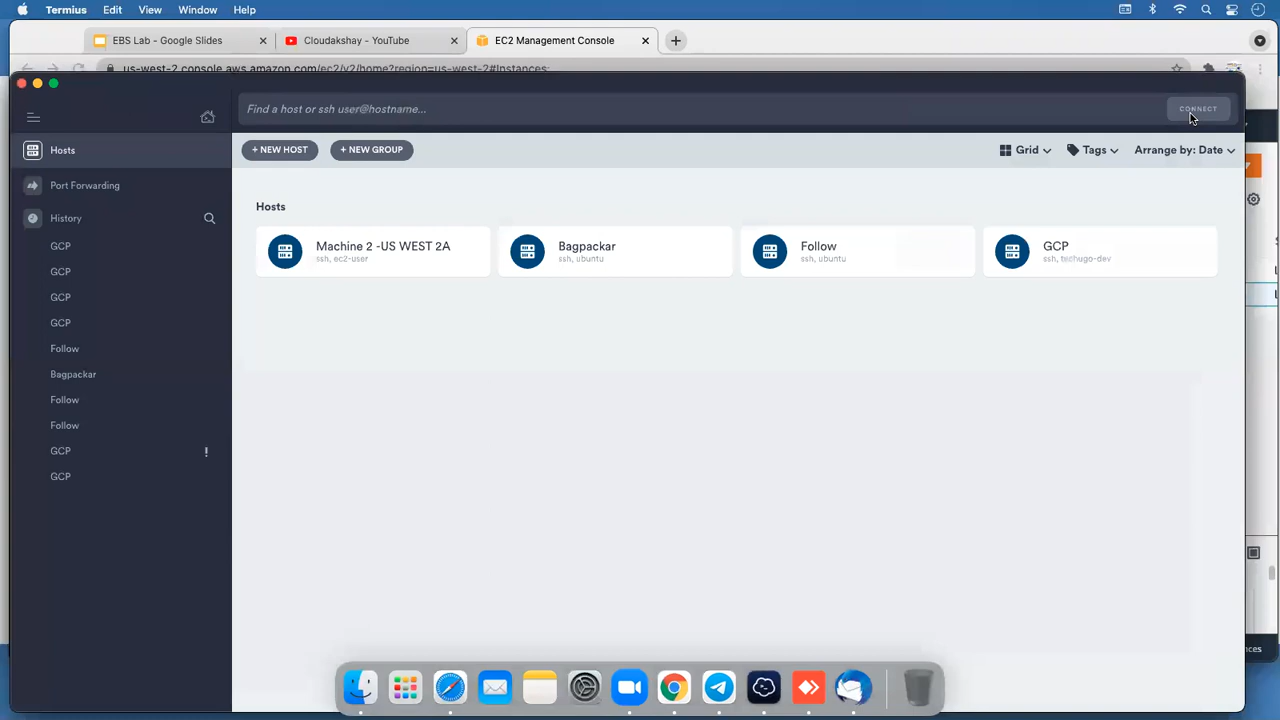 Termius Edit View Window Help
EBS Lab - Google Slides
Cloudakshay - YouTube
EC2 Management Console
us-west-2.console.aws.amazon.com/ec2/v2/home?region=us-west-2#Instances:
Find a host or ssh user@hostname...
CONNECT
Hosts
+ NEW HOST
+ NEW GROUP
Grid
Tags
Arrange by: Date
Port Forwarding
History
Hosts
Machine 2 -US WEST 2A
ssh, ec2-user
Bagpackar
ssh, ubuntu
Follow
ssh, ubuntu
GCP
ssh, techugo-dev
GCP
GCP
GCP
GCP
Follow
Bagpackar
Follow
Follow
GCP !
GCP
nces